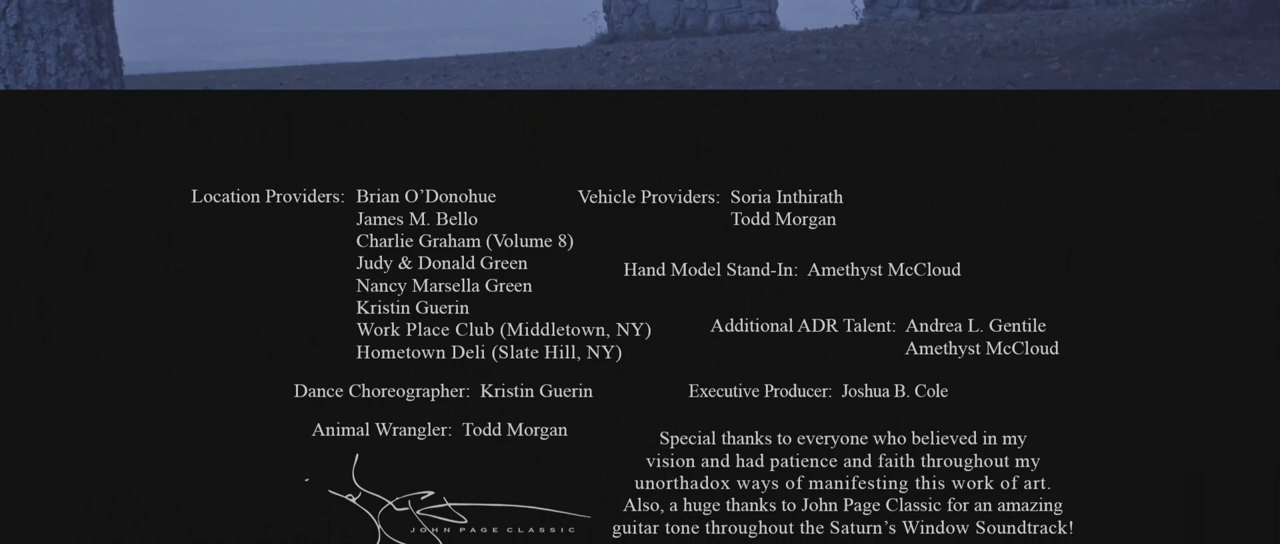 Location Providers: Brian O’Donohue
James M. Bello
Charlie Graham (Volume 8)
Judy & Donald Green
Nancy Marsella Green
Kristin Guerin
Work Place Club (Middletown, NY)
Hometown Deli (Slate Hill, NY)
Vehicle Providers: Soria Inthirath
Todd Morgan
Hand Model Stand-In: Amethyst McCloud
Additional ADR Talent: Andrea L. Gentile
Amethyst McCloud
Dance Choreographer: Kristin Guerin
Executive Producer: Joshua B. Cole
Animal Wrangler: Todd Morgan
JOHN PAGE CLASSIC
Special thanks to everyone who believed in my
vision and had patience and faith throughout my
unorthadox ways of manifesting this work of art.
Also, a huge thanks to John Page Classic for an amazing
guitar tone throughout the Saturn’s Window Soundtrack!